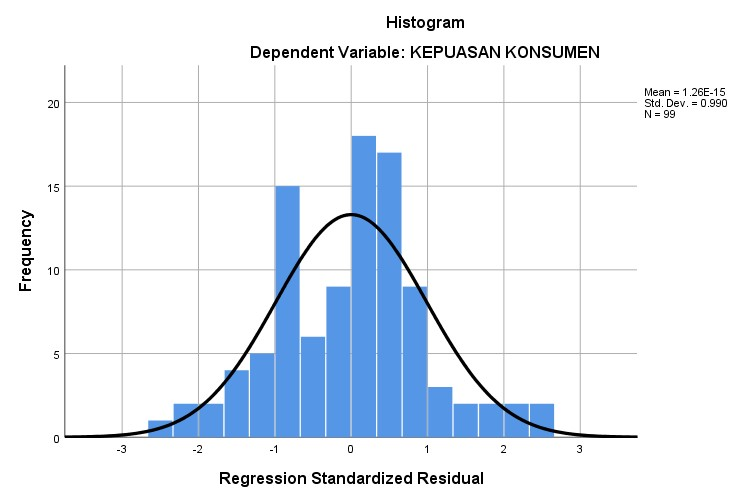 Histogram
Dependent Variable: KEPUASAN KONSUMEN
Mean = 1.26E-15
Std. Dev. = 0.990
N = 99
Frequency
20
15
10
5
0
-3 -2 -1 0 1 2 3
Regression Standardized Residual